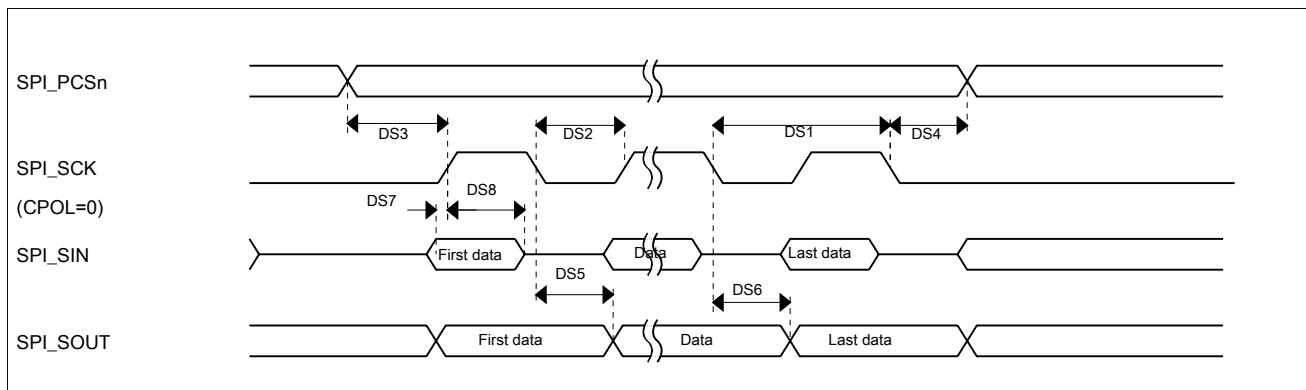 SPI_PCSn
DS3
DS2
DS1
DS4
SPI_SCK
(CPOL=0)
DS7
DS8
SPI_SIN
First data
Data
Last data
DS5
DS6
SPI_SOUT
First data
Data
Last data